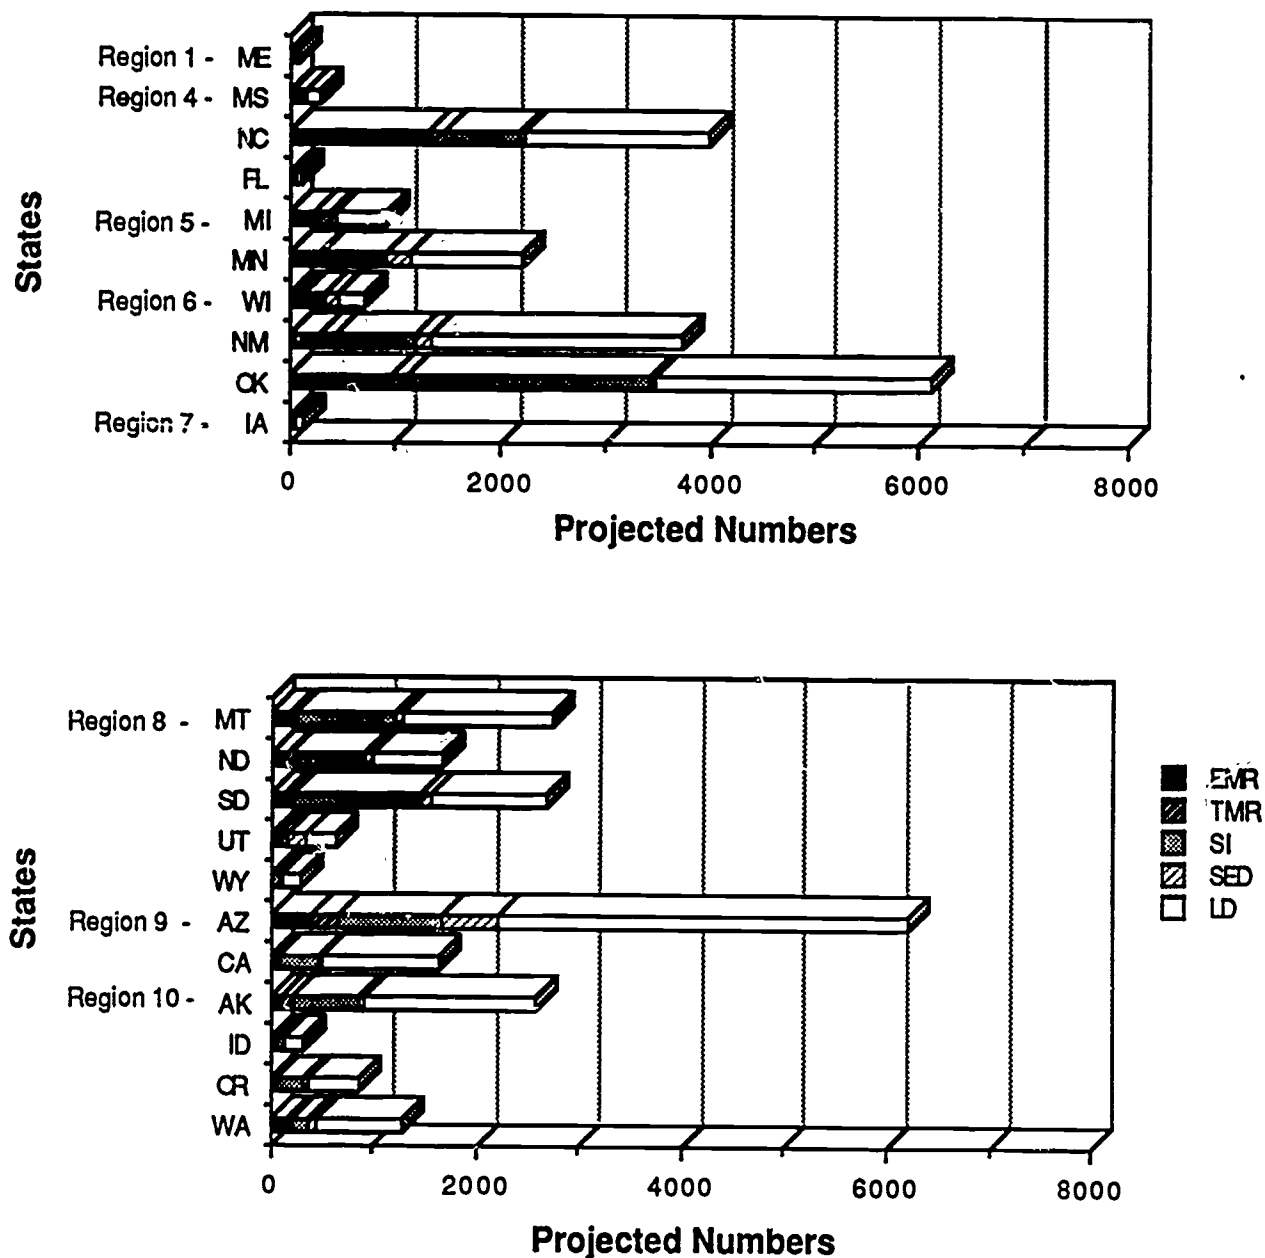 Region 1 - ME
Region 4 - MS
NC
FL
Region 5 - MI
MN
Region 6 - WI
NM
OK
Region 7 - IA
States
0 2000 4000 6000 8000
Projected Numbers
Region 8 - MT
ND
SD
UT
WY
Region 9 - AZ
CA
Region 10 - AK
ID
OR
WA
States
0 2000 4000 6000 8000
Projected Numbers
EMR
TMR
SI
SED
LD